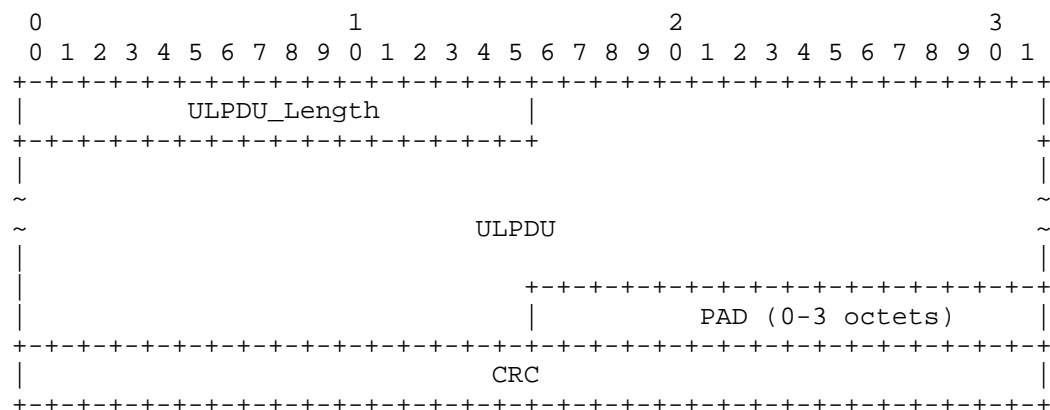 0                   1                   2                   3
 0 1 2 3 4 5 6 7 8 9 0 1 2 3 4 5 6 7 8 9 0 1 2 3 4 5 6 7 8 9 0 1
+-+-+-+-+-+-+-+-+-+-+-+-+-+-+-+-+-+-+-+-+-+-+-+-+-+-+-+-+-+-+-+-+
|          ULPDU_Length         |                               |
+-+-+-+-+-+-+-+-+-+-+-+-+-+-+-+-+                               +
|                                                               |
~                                                               ~
~                            ULPDU                              ~
|                                                               |
|                               +-+-+-+-+-+-+-+-+-+-+-+-+-+-+-+-+
|                               |          PAD (0-3 octets)     |
+-+-+-+-+-+-+-+-+-+-+-+-+-+-+-+-+-+-+-+-+-+-+-+-+-+-+-+-+-+-+-+-+
|                             CRC                               |
+-+-+-+-+-+-+-+-+-+-+-+-+-+-+-+-+-+-+-+-+-+-+-+-+-+-+-+-+-+-+-+-+